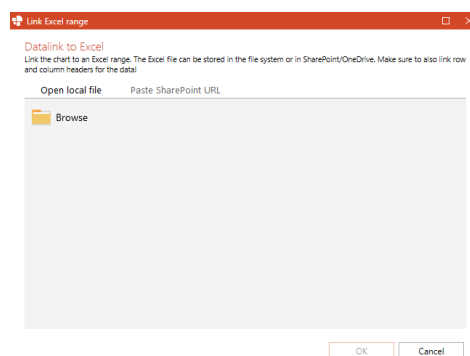 Link Excel range
Datalink to Excel
Link the chart to an Excel range. The Excel file can be stored in the file system or in SharePoint/OneDrive. Make sure to also link row
and column headers for the data!
Open local file Paste SharePoint URL
Browse
OK Cancel